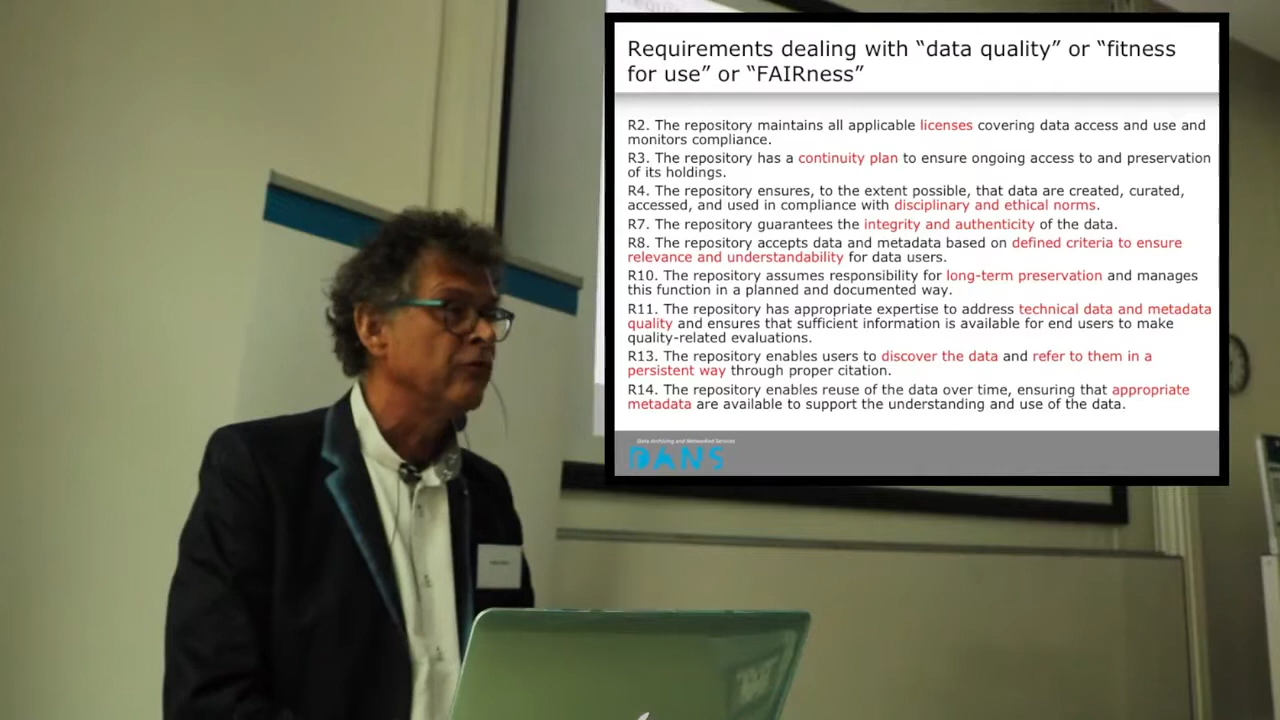 Requirements dealing with “data quality” or “fitness
for use” or “FAIRness”
R2. The repository maintains all applicable licenses covering data access and use and
monitors compliance.
R3. The repository has a continuity plan to ensure ongoing access to and preservation
of its holdings.
R4. The repository ensures, to the extent possible, that data are created, curated,
accessed, and used in compliance with disciplinary and ethical norms.
R7. The repository guarantees the integrity and authenticity of the data.
R8. The repository accepts data and metadata based on defined criteria to ensure
relevance and understandability for data users.
R10. The repository assumes responsibility for long-term preservation and manages
this function in a planned and documented way.
R11. The repository has appropriate expertise to address technical data and metadata
quality and ensures that sufficient information is available for end users to make
quality-related evaluations.
R13. The repository enables users to discover the data and refer to them in a
persistent way through proper citation.
R14. The repository enables reuse of the data over time, ensuring that appropriate
metadata are available to support the understanding and use of the data.
Data Archiving and Networked Services
DANS